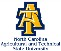 North Carolina
Agricultural and Technical
State University